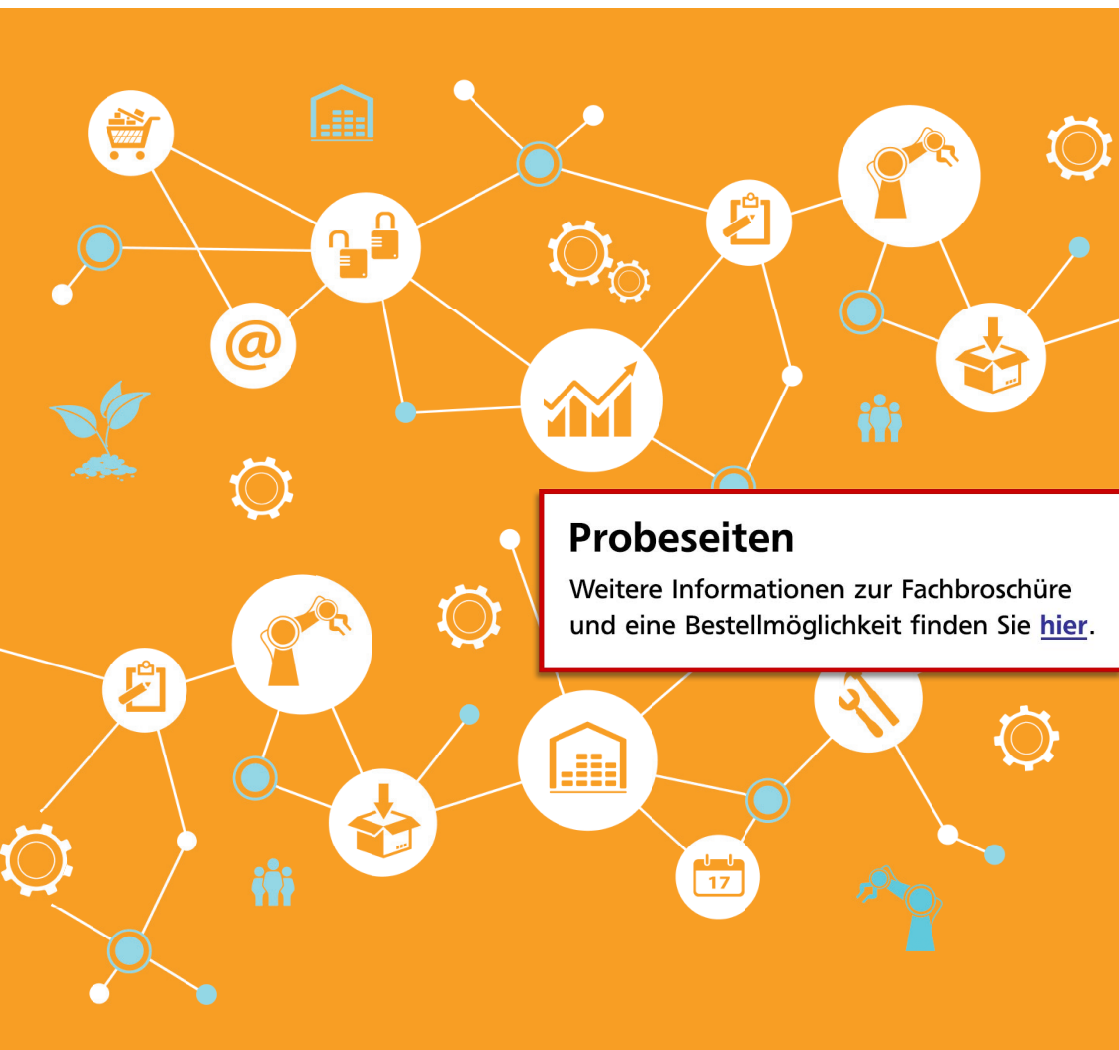 @
Probeseiten
Weitere Informationen zur Fachbroschüre
und eine Bestellmöglichkeit finden Sie hier.
17